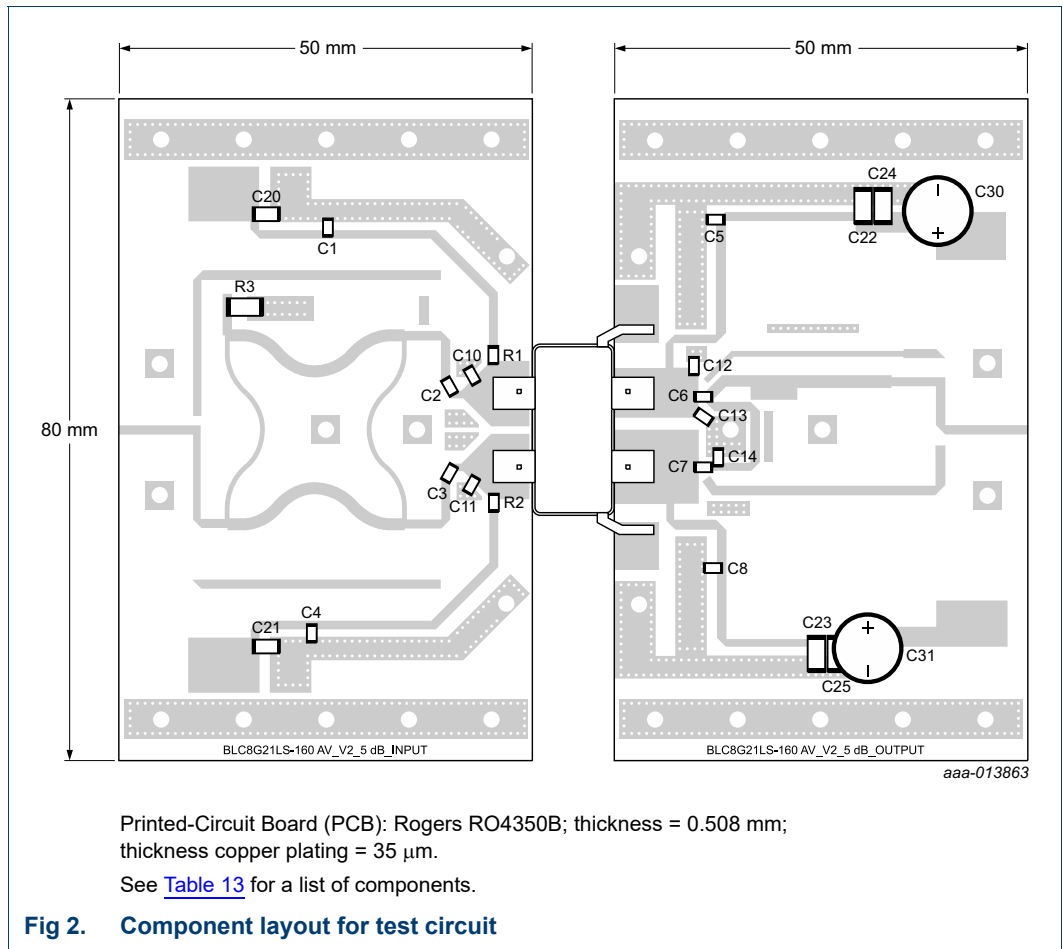 50 mm
50 mm
80 mm
C20
C1
R3
C10
R1
C2
C3
C11
R2
C4
C21
C24
C30
C5
C22
C12
C6
C13
C14
C7
C8
C23
C31
C25
- 
+
+
-
BLC8G21LS-160 AV_V2_5 dB_INPUT
BLC8G21LS-160 AV_V2_5 dB_OUTPUT
aaa-013863
Printed-Circuit Board (PCB): Rogers RO4350B; thickness = 0.508 mm;
thickness copper plating = 35 μm.
See Table 13 for a list of components.
Fig 2. Component layout for test circuit